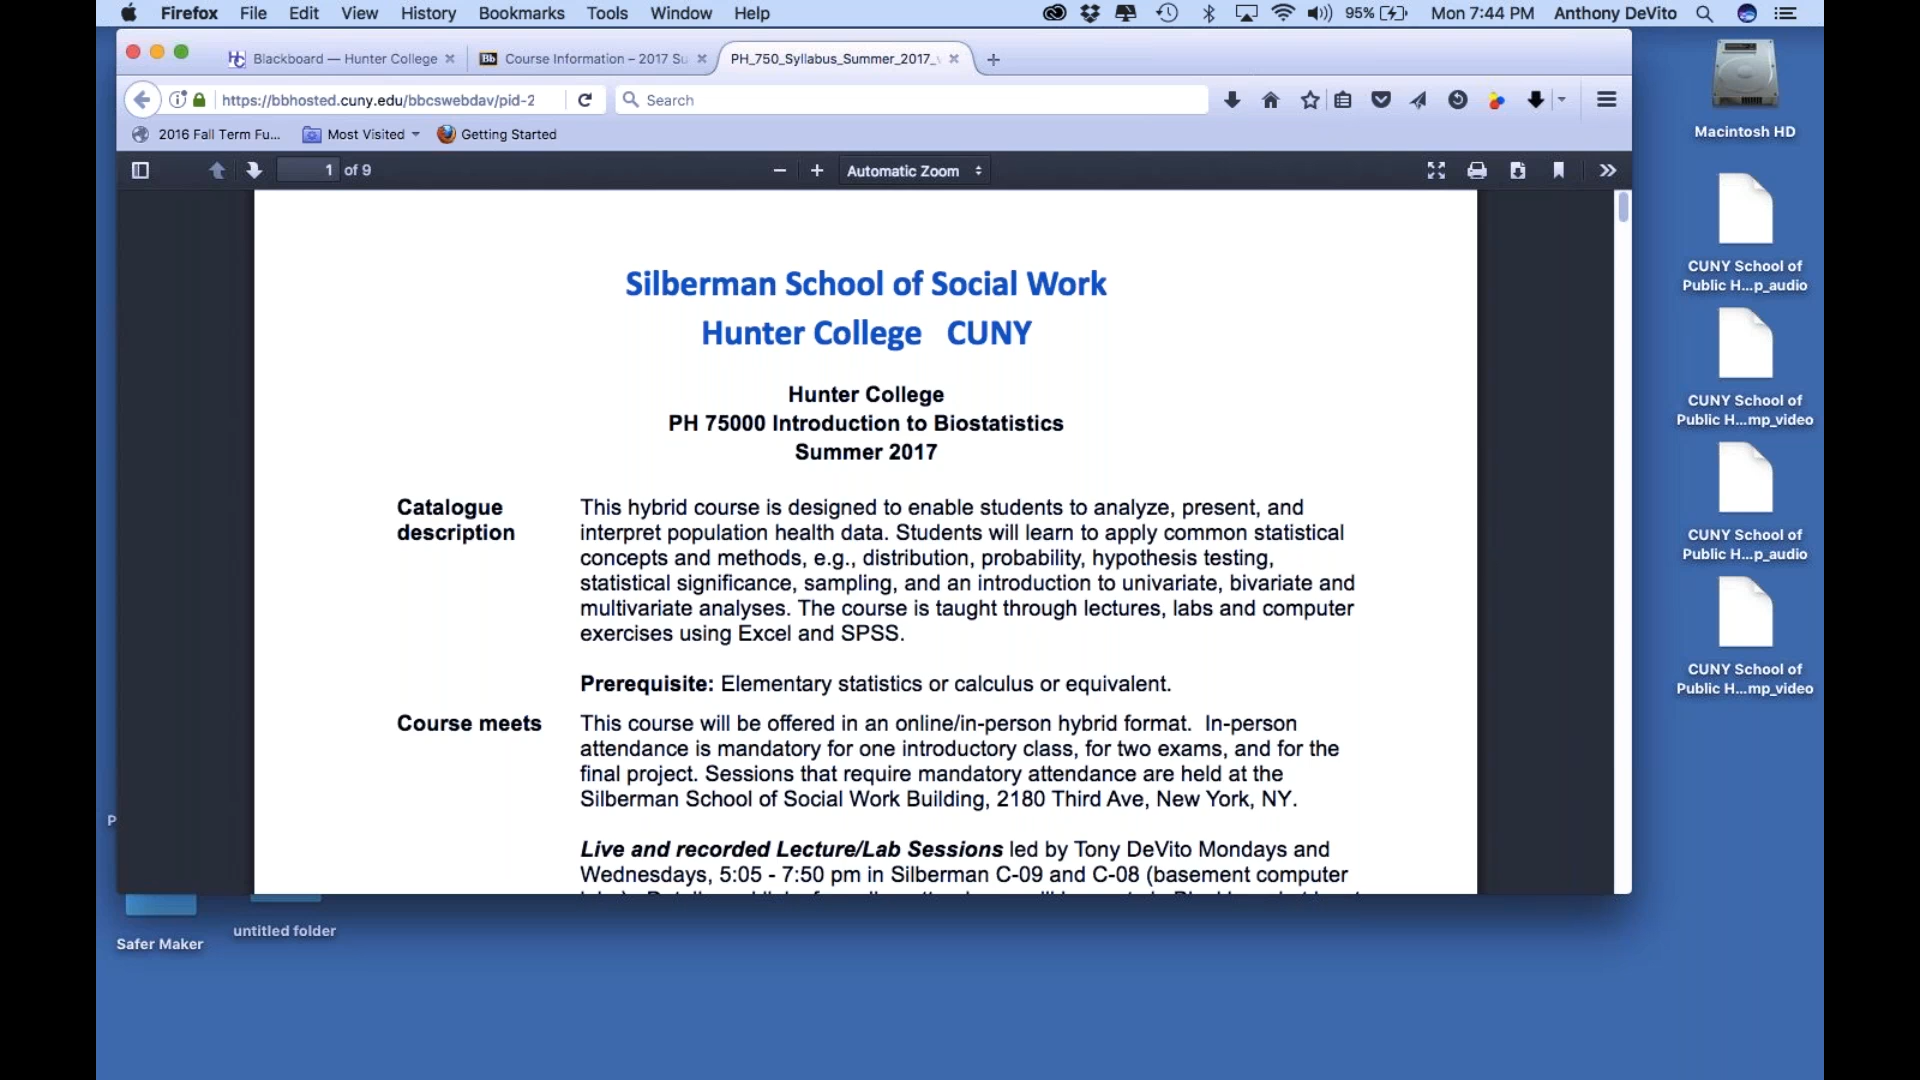 Firefox File Edit View History Bookmarks Tools Window Help 95% Mon 7:44 PM Anthony DeVito
Blackboard — Hunter College
Course Information – 2017 Su
PH_750_Syllabus_Summer_2017_
https://bbhosted.cuny.edu/bbcswebdav/pid-2
Search
2016 Fall Term Fu...
Most Visited
Getting Started
1 of 9
Automatic Zoom
Silberman School of Social Work
Hunter College CUNY
Hunter College
PH 75000 Introduction to Biostatistics
Summer 2017
Catalogue
description
This hybrid course is designed to enable students to analyze, present, and
interpret population health data. Students will learn to apply common statistical
concepts and methods, e.g., distribution, probability, hypothesis testing,
statistical significance, sampling, and an introduction to univariate, bivariate and
multivariate analyses. The course is taught through lectures, labs and computer
exercises using Excel and SPSS.
Prerequisite: Elementary statistics or calculus or equivalent.
Course meets
This course will be offered in an online/in-person hybrid format. In-person
attendance is mandatory for one introductory class, for two exams, and for the
final project. Sessions that require mandatory attendance are held at the
Silberman School of Social Work Building, 2180 Third Ave, New York, NY.
Live and recorded Lecture/Lab Sessions led by Tony DeVito Mondays and
Wednesdays, 5:05 - 7:50 pm in Silberman C-09 and C-08 (basement computer
P
Safer Maker
untitled folder
Macintosh HD
CUNY School of
Public H...p_audio
CUNY School of
Public H...mp_video
CUNY School of
Public H...p_audio
CUNY School of
Public H...mp_video